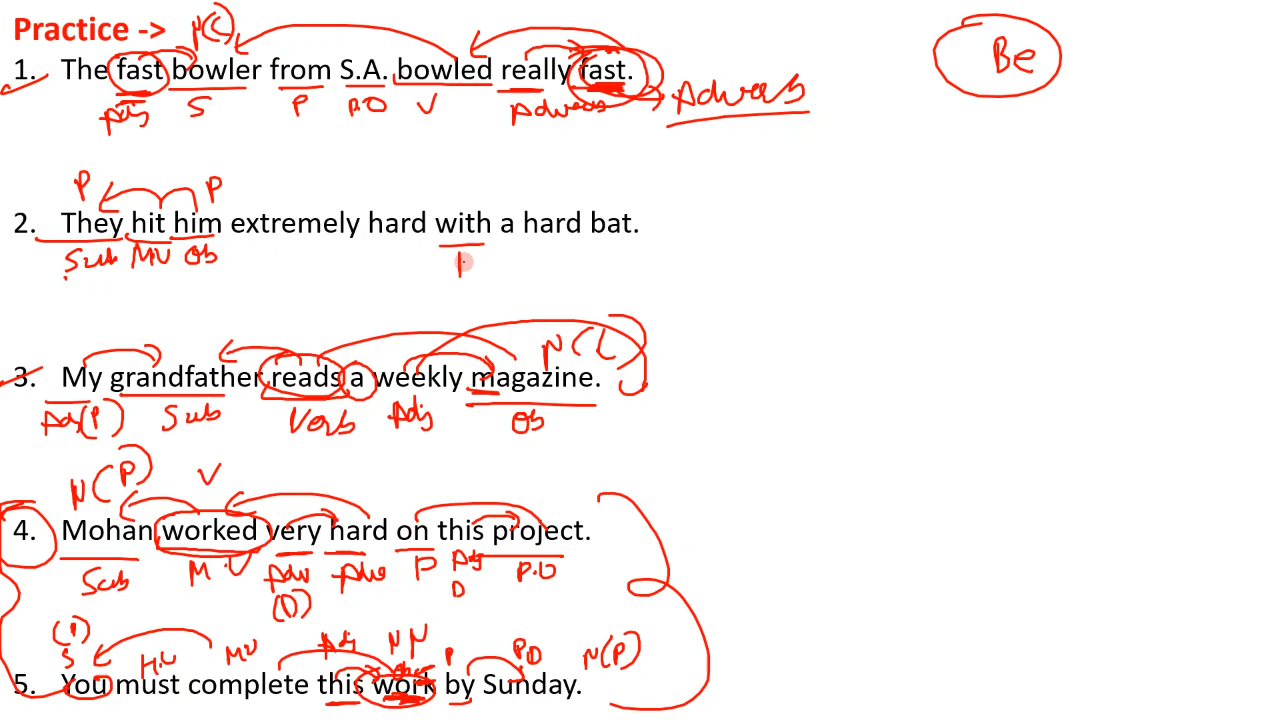 Practice -> N(C) Be
1. The fast bowler from S.A. bowled really fast.
Adj S P P.O V Adverb Adverb
P P
2. They hit him extremely hard with a hard bat.
Sub MV Ob
N(C)
3. My grandfather reads a weekly magazine.
Adj(P) Sub Verb Adj Ob
N(P) V
4. Mohan worked very hard on this project.
Sub M.V Adv Adv P Adj P.O
(D) D
(P)
S H.V MV Adj N P PO N(P)
5. You must complete this work by Sunday.